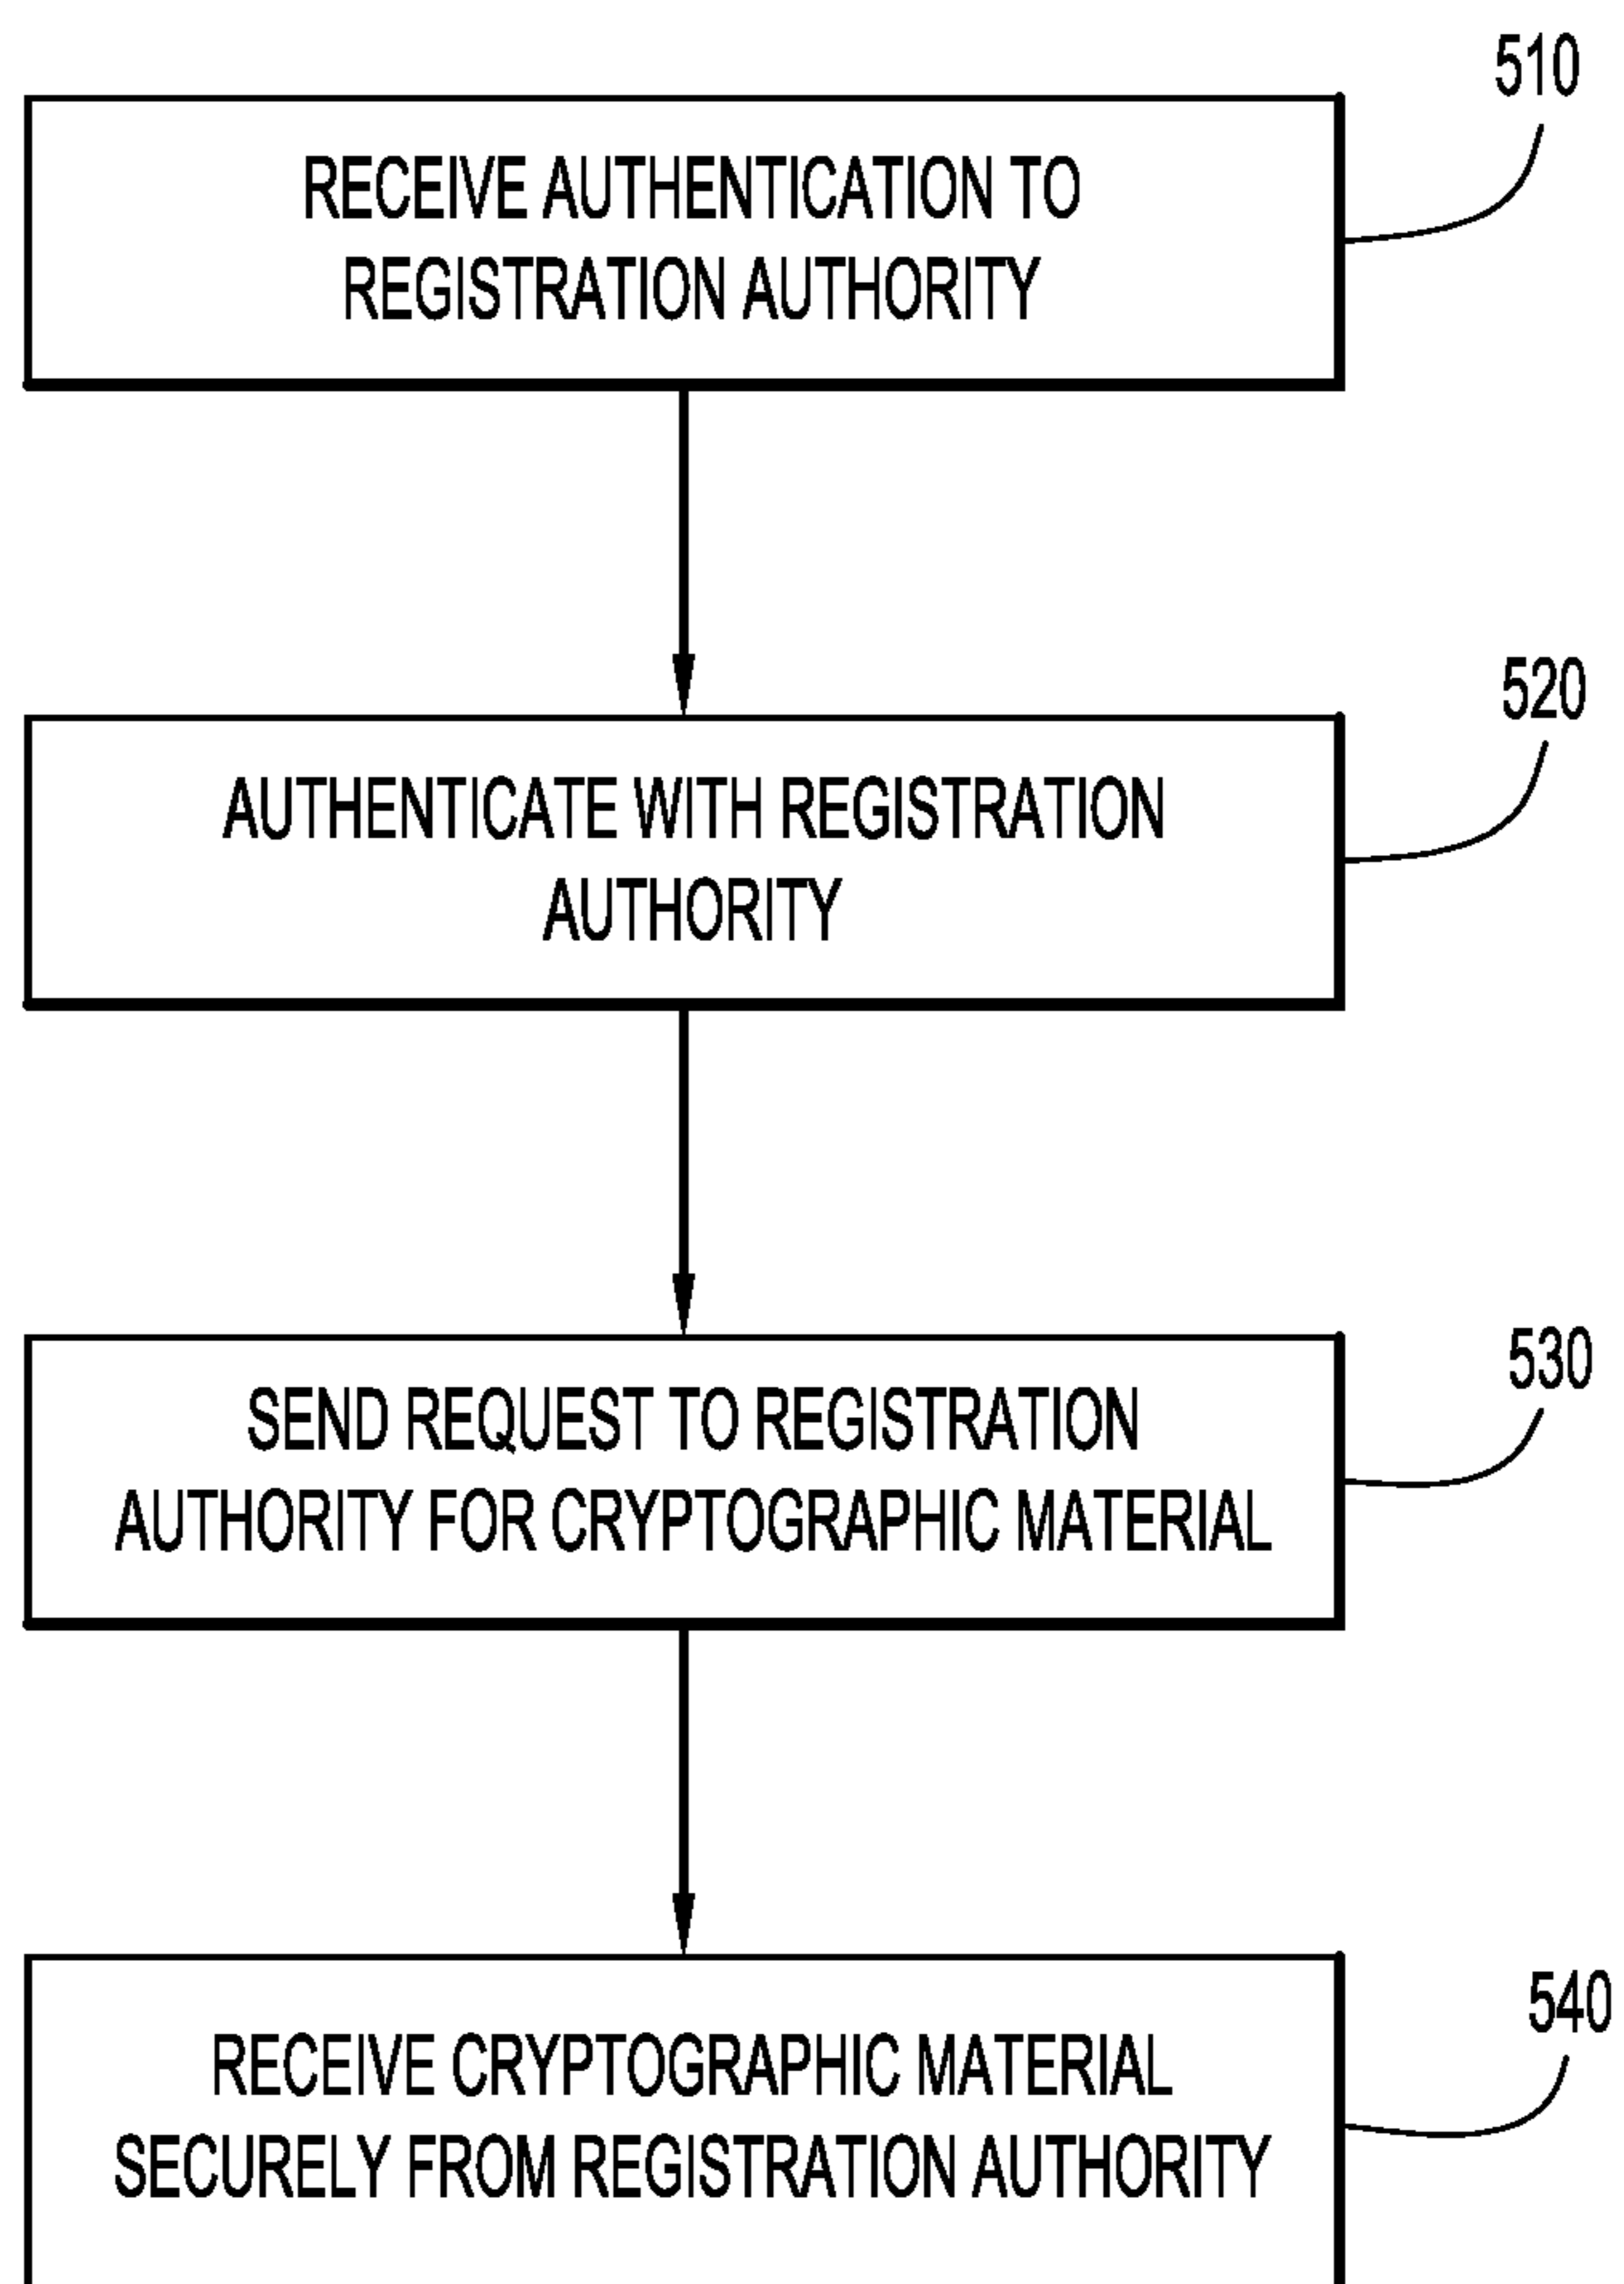 510
RECEIVE AUTHENTICATION TO
REGISTRATION AUTHORITY
520
AUTHENTICATE WITH REGISTRATION
AUTHORITY
530
SEND REQUEST TO REGISTRATION
AUTHORITY FOR CRYPTOGRAPHIC MATERIAL
540
RECEIVE CRYPTOGRAPHIC MATERIAL
SECURELY FROM REGISTRATION AUTHORITY